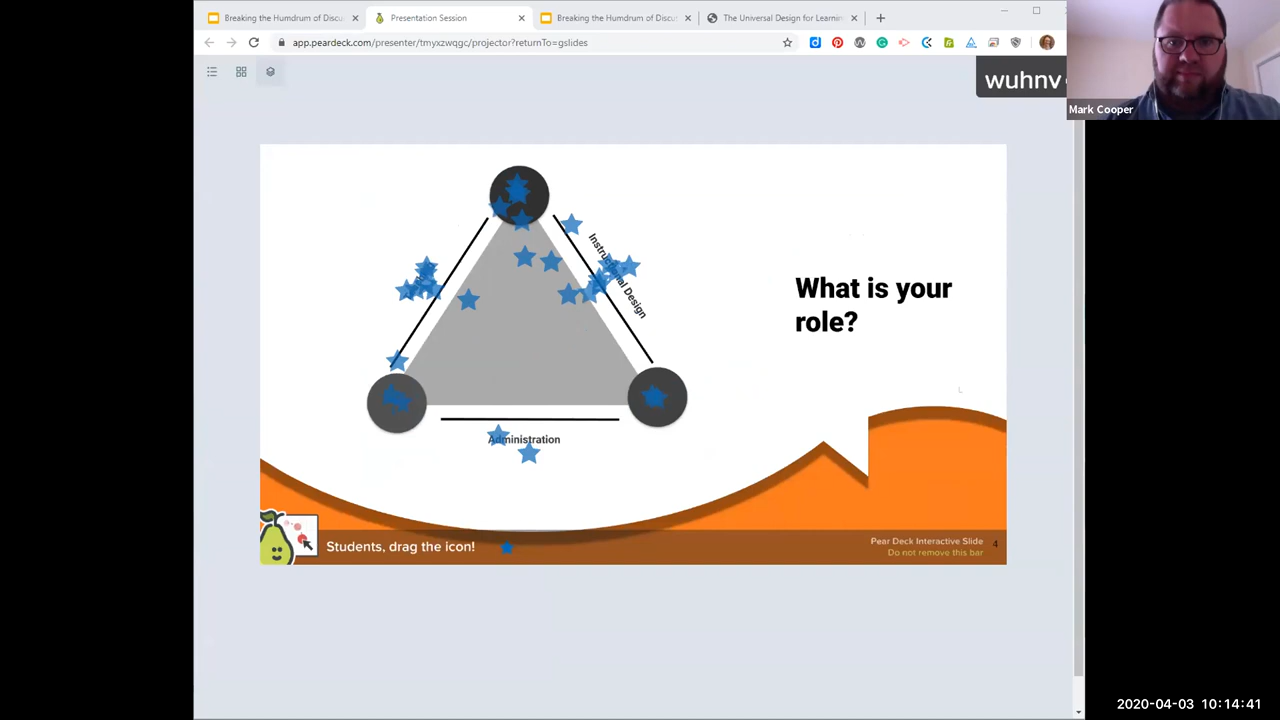 Breaking the Humdrum of Discu
Presentation Session
Breaking the Humdrum of Discu
The Universal Design for Learnin
app.peardeck.com/presenter/tmyxzwqgc/projector?returnTo=gslides
wuhnv
Mark Cooper
Instructional Design
What is your
role?
Administration
Students, drag the icon!
Pear Deck Interactive Slide
Do not remove this bar
4
2020-04-03 10:14:41